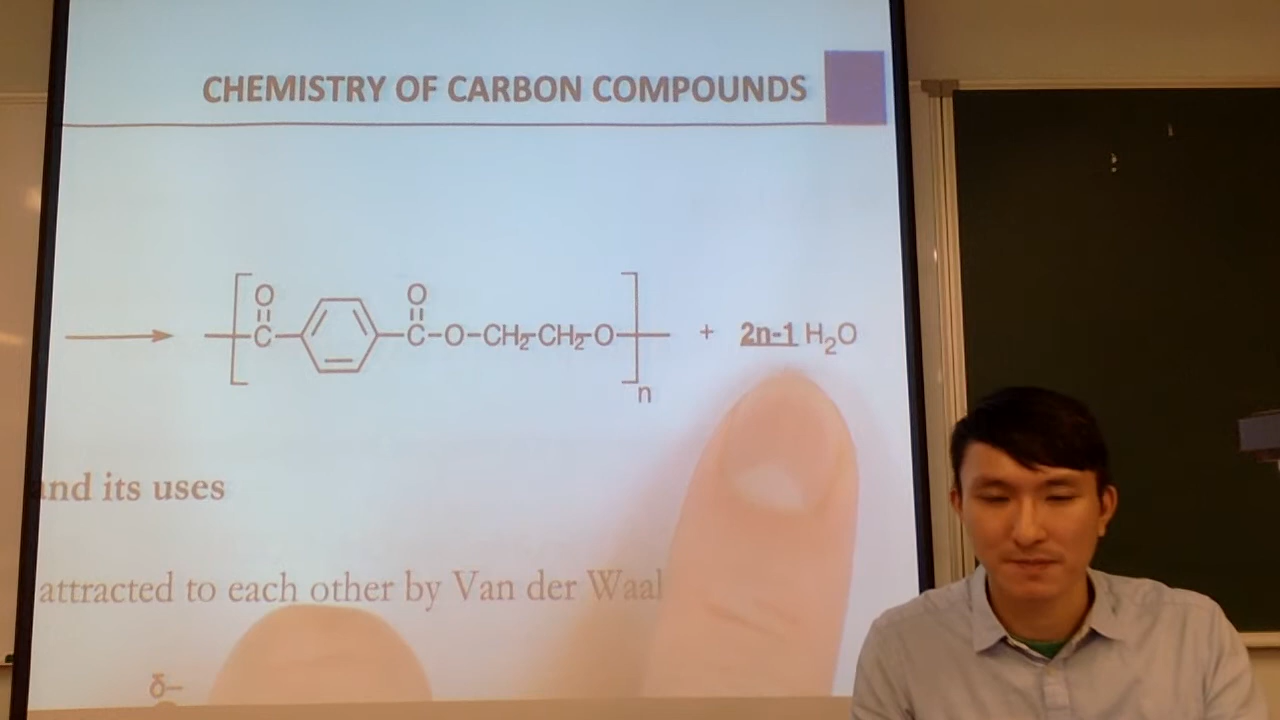 CHEMISTRY OF CARBON COMPOUNDS
O O
C C-O-CH2-CH2-O + 2n-1 H2O
n
and its uses
attracted to each other by Van der Waal
δ–